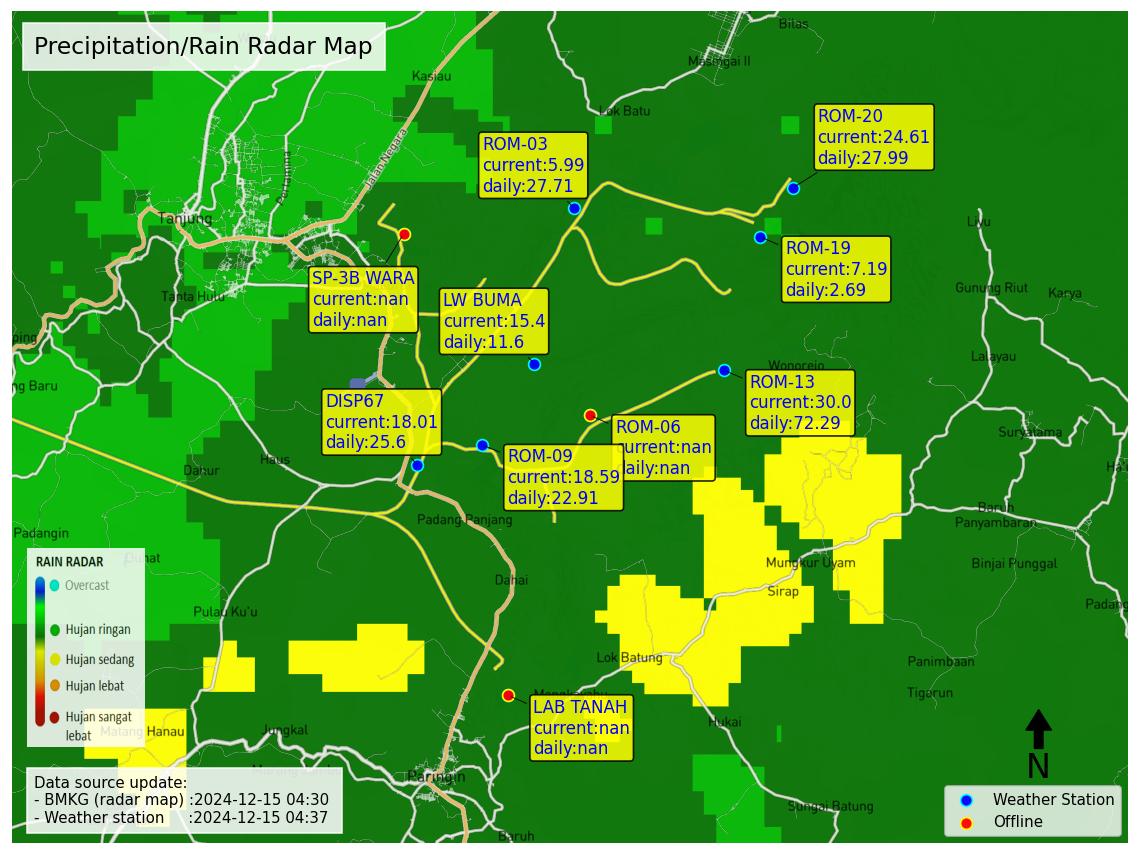 Precipitation/Rain Radar Map
Bilas
Masingai II
Kasiau
Lok Batu
Jalan Negara
Pertamina
Tanjung
Tanta Hulu
ROM-03
current:5.99
daily:27.71
ROM-20
current:24.61
daily:27.99
ROM-19
current:7.19
daily:2.69
SP-3B WARA
current:nan
daily:nan
LW BUMA
current:15.4
daily:11.6
Liyu
Gunung Riut
Karya
Lalayau
Wonorejo
ping
ng Baru
ROM-13
current:30.0
daily:72.29
DISP67
current:18.01
daily:25.6
ROM-06
current:nan
daily:nan
ROM-09
current:18.59
daily:22.91
Suryatama
Ha
Haus
Dahur
Padang Panjang
Baruh
Panyambaran
Padangin
Binjai Punggal
Mungkur Uyam
Dahai
Sirap
Padang
Pulau Ku'u
Lok Batung
Panimbaan
Tigarun
Hukai
RAIN RADAR
Overcast
Hujan ringan
Hujan sedang
Hujan lebat
Hujan sangat
lebat
Matang Hanau
Jungkal
LAB TANAH
current:nan
daily:nan
Paringin
Sungai Batung
Baruh
N
Data source update:
- BMKG (radar map) :2024-12-15 04:30
- Weather station :2024-12-15 04:37
Weather Station
Offline